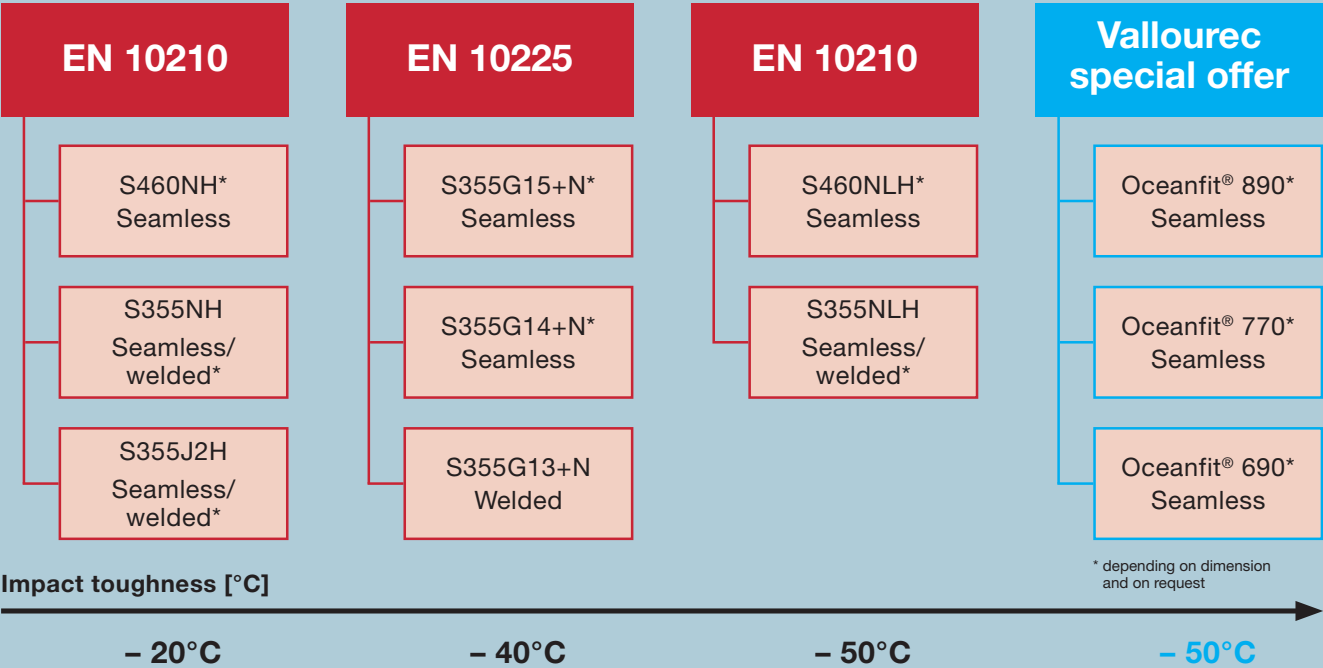 EN 10210
S460NH*
Seamless
S355NH
Seamless/
welded*
S355J2H
Seamless/
welded*
EN 10225
S355G15+N*
Seamless
S355G14+N*
Seamless
S355G13+N
Welded
EN 10210
S460NLH*
Seamless
S355NLH
Seamless/
welded*
Vallourec
special offer
Oceanfit® 890*
Seamless
Oceanfit® 770*
Seamless
Oceanfit® 690*
Seamless
* depending on dimension
and on request
Impact toughness [°C]
– 20°C
– 40°C
– 50°C
– 50°C